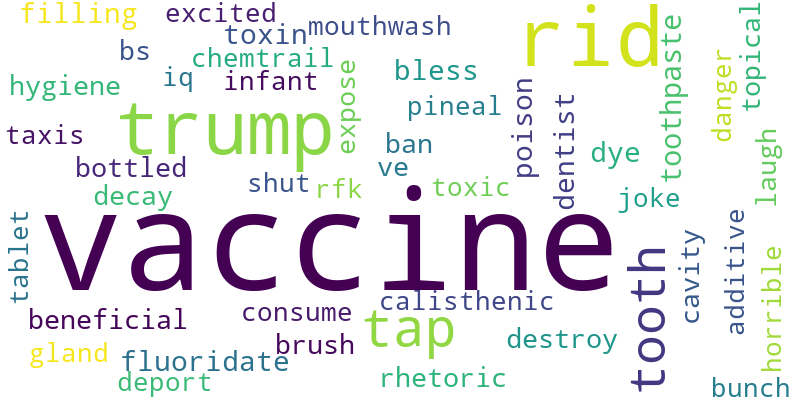 filling
excited
toxin
mouthwash
rid
toothpaste
topical
bs
chemtrail
expose
hygiene
iq
infant
bless
danger
trump
pineal
poison
dentist
taxis
ban
dye
laugh
bottled
ve
decay
shut
rfk
toxic
joke
vaccine
tablet
tooth
cavity
additive
horrible
calisthenic
beneficial
consume
tap
brush
destroy
gland
fluoridate
deport
rhetoric
bunch